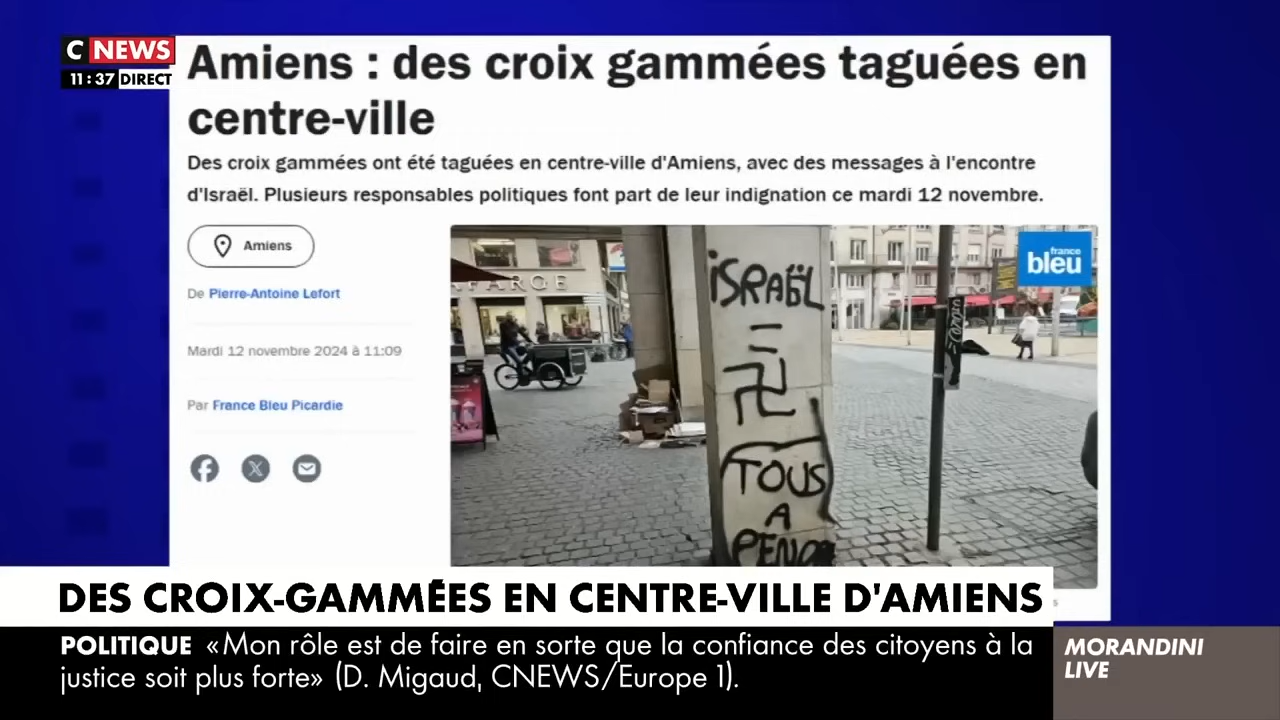 CNEWS
11:37 DIRECT
Amiens : des croix gammées taguées en
centre-ville
Des croix gammées ont été taguées en centre-ville d'Amiens, avec des messages à l'encontre
d'Israël. Plusieurs responsables politiques font part de leur indignation ce mardi 12 novembre.
Amiens
De Pierre-Antoine Lefort
Mardi 12 novembre 2024 à 11:09
Par France Bleu Picardie
france
bleu
iSRAËL
=
卐
TOUS
A
DES CROIX-GAMMÉES EN CENTRE-VILLE D'AMIENS
POLITIQUE «Mon rôle est de faire en sorte que la confiance des citoyens à la
justice soit plus forte» (D. Migaud, CNEWS/Europe 1).
MORANDINI
LIVE